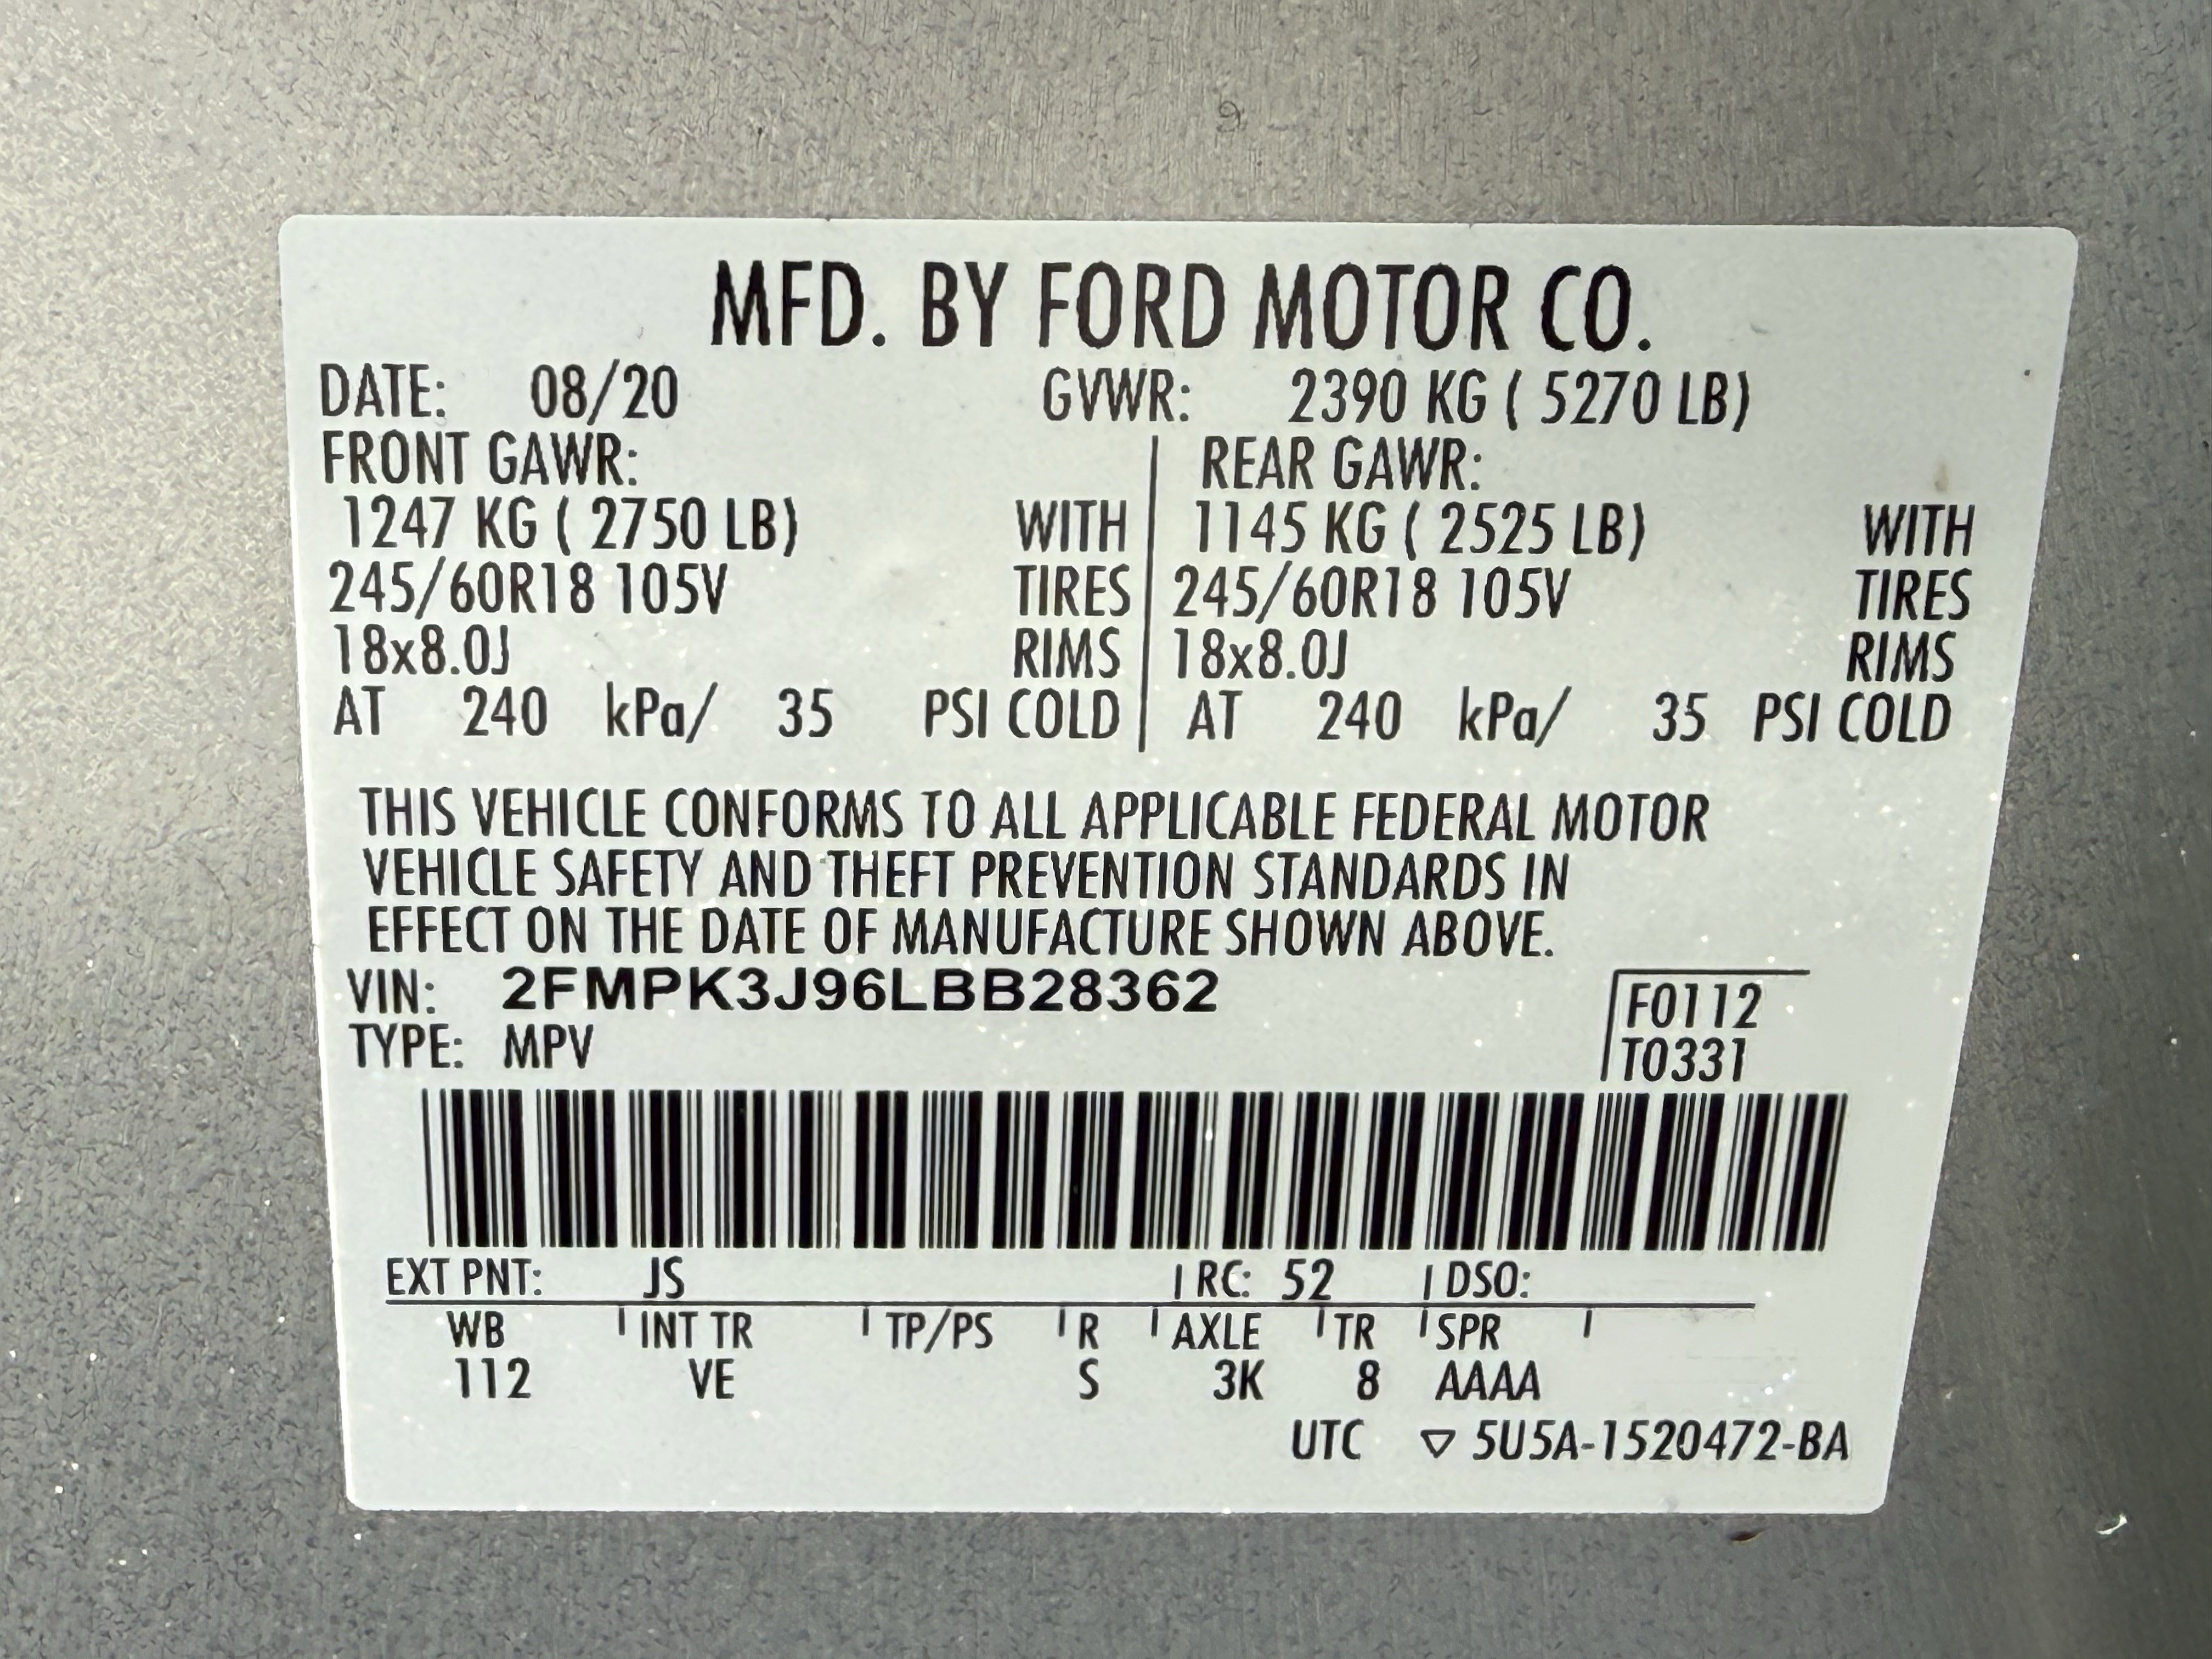 MFD. BY FORD MOTOR CO.
DATE: 08/20 GVWR: 2390 KG ( 5270 LB)
FRONT GAWR: REAR GAWR:
1247 KG ( 2750 LB) WITH 1145 KG ( 2525 LB) WITH
245/60R18 105V TIRES 245/60R18 105V TIRES
18x8.0J RIMS 18x8.0J RIMS
AT 240 kPa/ 35 PSI COLD AT 240 kPa/ 35 PSI COLD
THIS VEHICLE CONFORMS TO ALL APPLICABLE FEDERAL MOTOR
VEHICLE SAFETY AND THEFT PREVENTION STANDARDS IN
EFFECT ON THE DATE OF MANUFACTURE SHOWN ABOVE.
VIN: 2FMPK3J96LBB28362 F0112
TYPE: MPV T0331
EXT PNT: JS RC: 52 DSO:
WB INT TR TP/PS R AXLE TR SPR
112 VE S 3K 8 AAAA
UTC ▽ 5U5A-1520472-BA